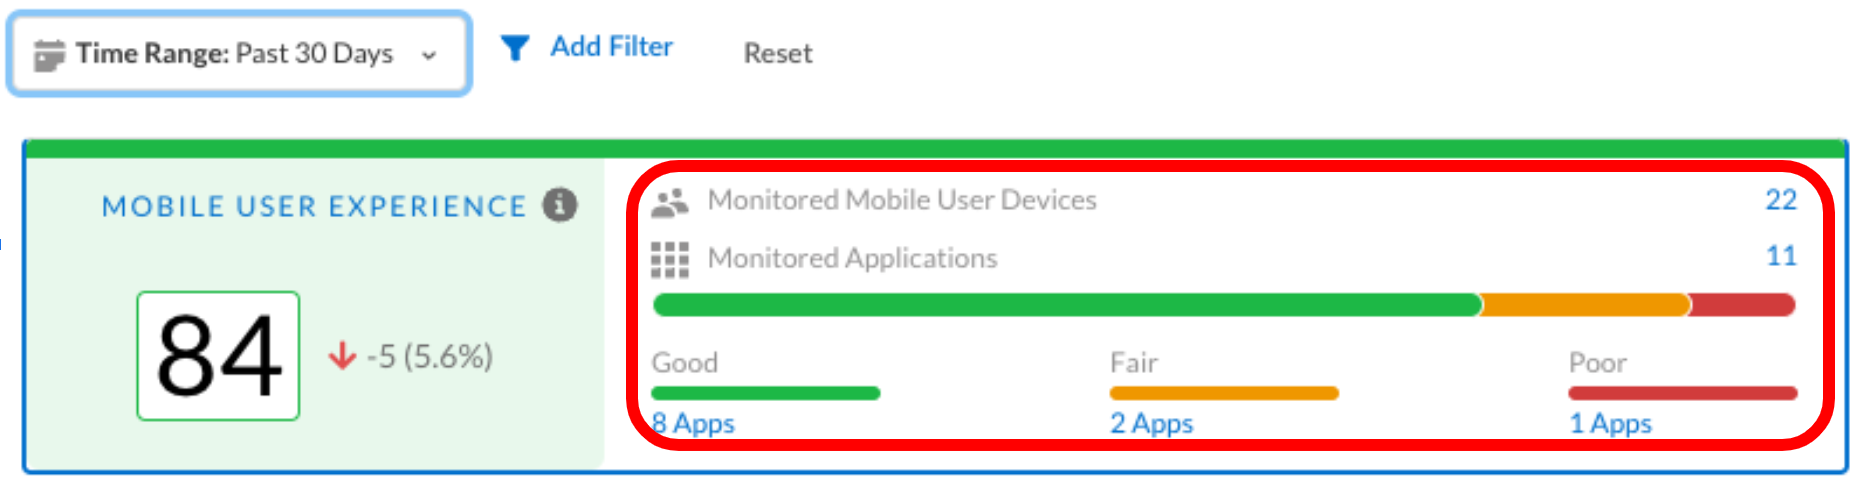 Time Range: Past 30 Days
Add Filter
Reset
MOBILE USER EXPERIENCE
84
-5 (5.6%)
Monitored Mobile User Devices
22
Monitored Applications
11
Good
Fair
Poor
8 Apps
2 Apps
1 Apps